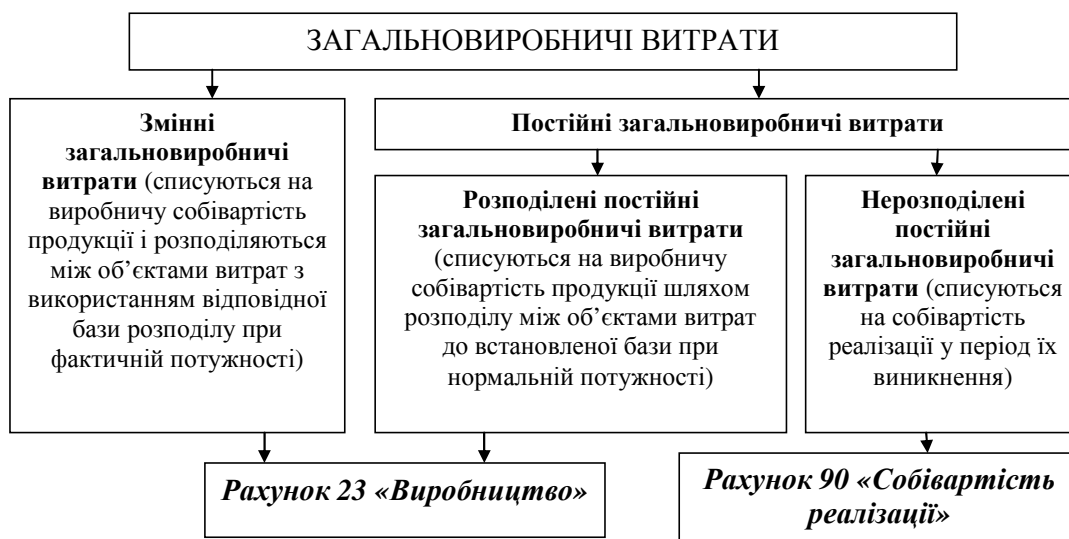 ЗАГАЛЬНОВИРОБНИЧІ ВИТРАТИ
Змінні
загальновиробничі
витрати (списуються на
виробничу собівартість
продукції і розподіляються
між об’єктами витрат з
використанням відповідної
бази розподілу при
фактичній потужності)
Постійні загальновиробничі витрати
Розподілені постійні
загальновиробничі витрати
(списуються на виробничу
собівартість продукції шляхом
розподілу між об’єктами витрат
до встановленої бази при
нормальній потужності)
Нерозподілені
постійні
загальновиробничі
витрати (списуються
на собівартість
реалізації у період їх
виникнення)
Рахунок 23 «Виробництво»
Рахунок 90 «Собівартість
реалізації»